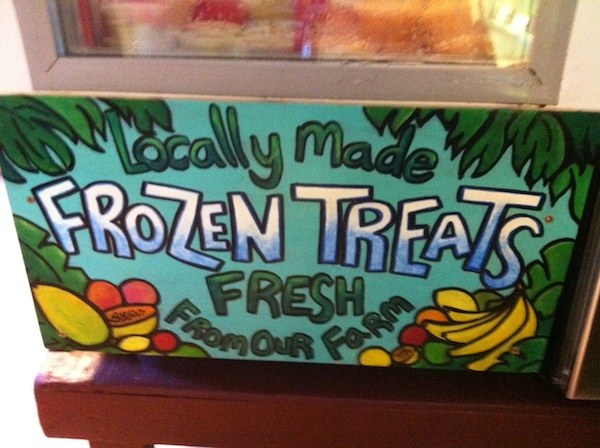 Locally Made
FROZEN TREATS
FRESH
FROM OUR FARM